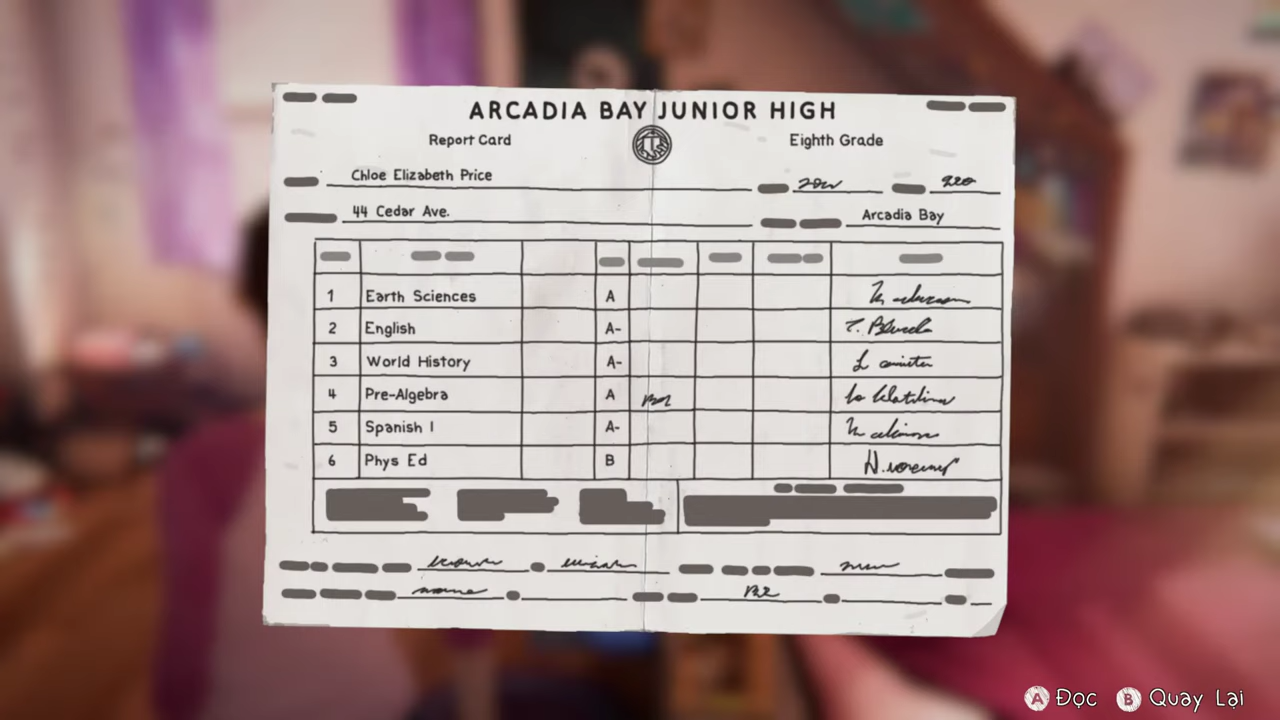 ARCADIA BAY JUNIOR HIGH
Report Card
Eighth Grade
Chloe Elizabeth Price
44 Cedar Ave.
Arcadia Bay
1 Earth Sciences A
2 English A-
3 World History A-
4 Pre-Algebra A
5 Spanish I A-
6 Phys Ed B
A Đọc B Quay Lại